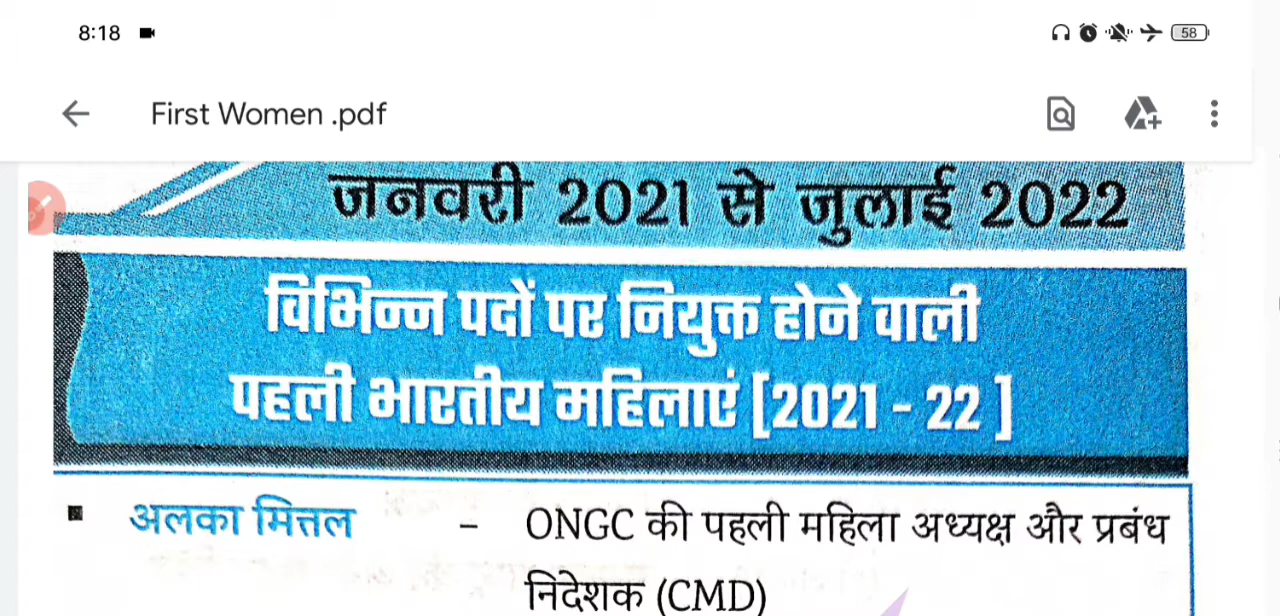 8:18
58
First Women .pdf
जनवरी 2021 से जुलाई 2022
विभिन्न पदों पर नियुक्त होने वाली
पहली भारतीय महिलाएं [2021 - 22 ]
▪ अलका मित्तल – ONGC की पहली महिला अध्यक्ष और प्रबंध
निदेशक (CMD)